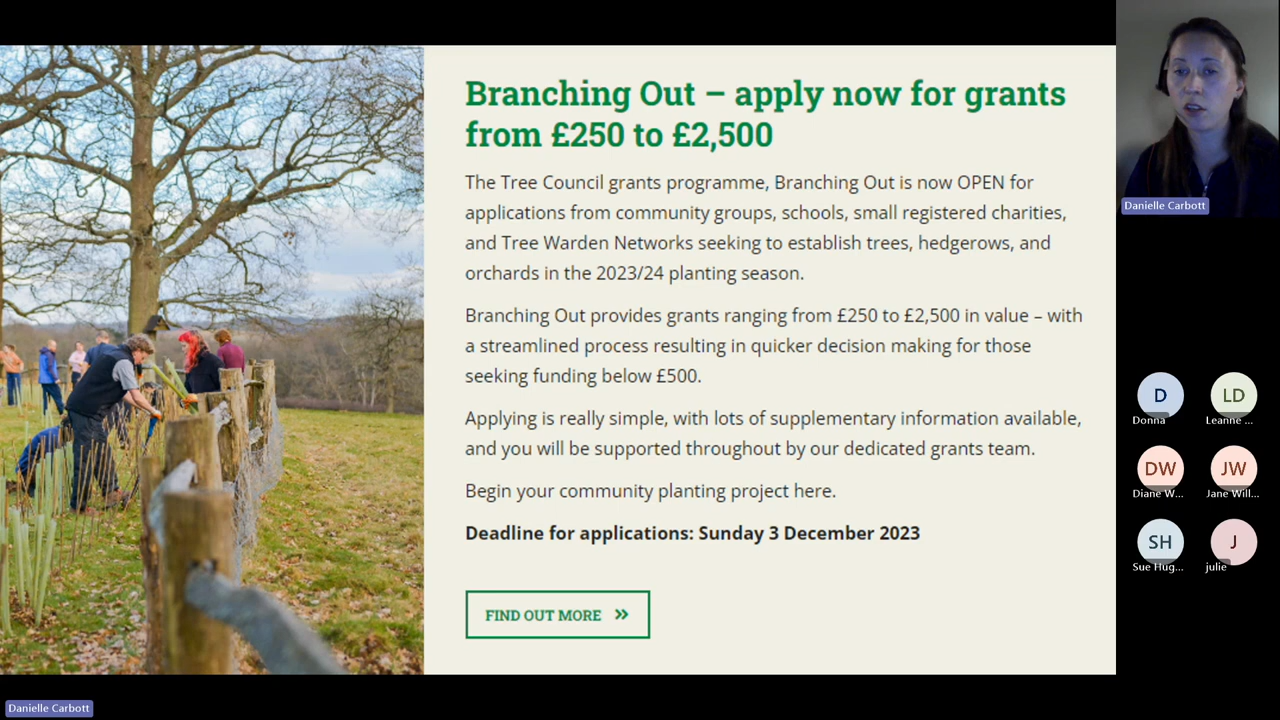 Branching Out – apply now for grants
from £250 to £2,500
The Tree Council grants programme, Branching Out is now OPEN for
applications from community groups, schools, small registered charities,
and Tree Warden Networks seeking to establish trees, hedgerows, and
orchards in the 2023/24 planting season.
Branching Out provides grants ranging from £250 to £2,500 in value – with
a streamlined process resulting in quicker decision making for those
seeking funding below £500.
Applying is really simple, with lots of supplementary information available,
and you will be supported throughout by our dedicated grants team.
Begin your community planting project here.
Deadline for applications: Sunday 3 December 2023
FIND OUT MORE »
Danielle Carbott
D
LD
Donna
Leanne ...
DW
JW
Diane W...
Jane Will...
SH
J
Sue Hug...
julie
Danielle Carbott